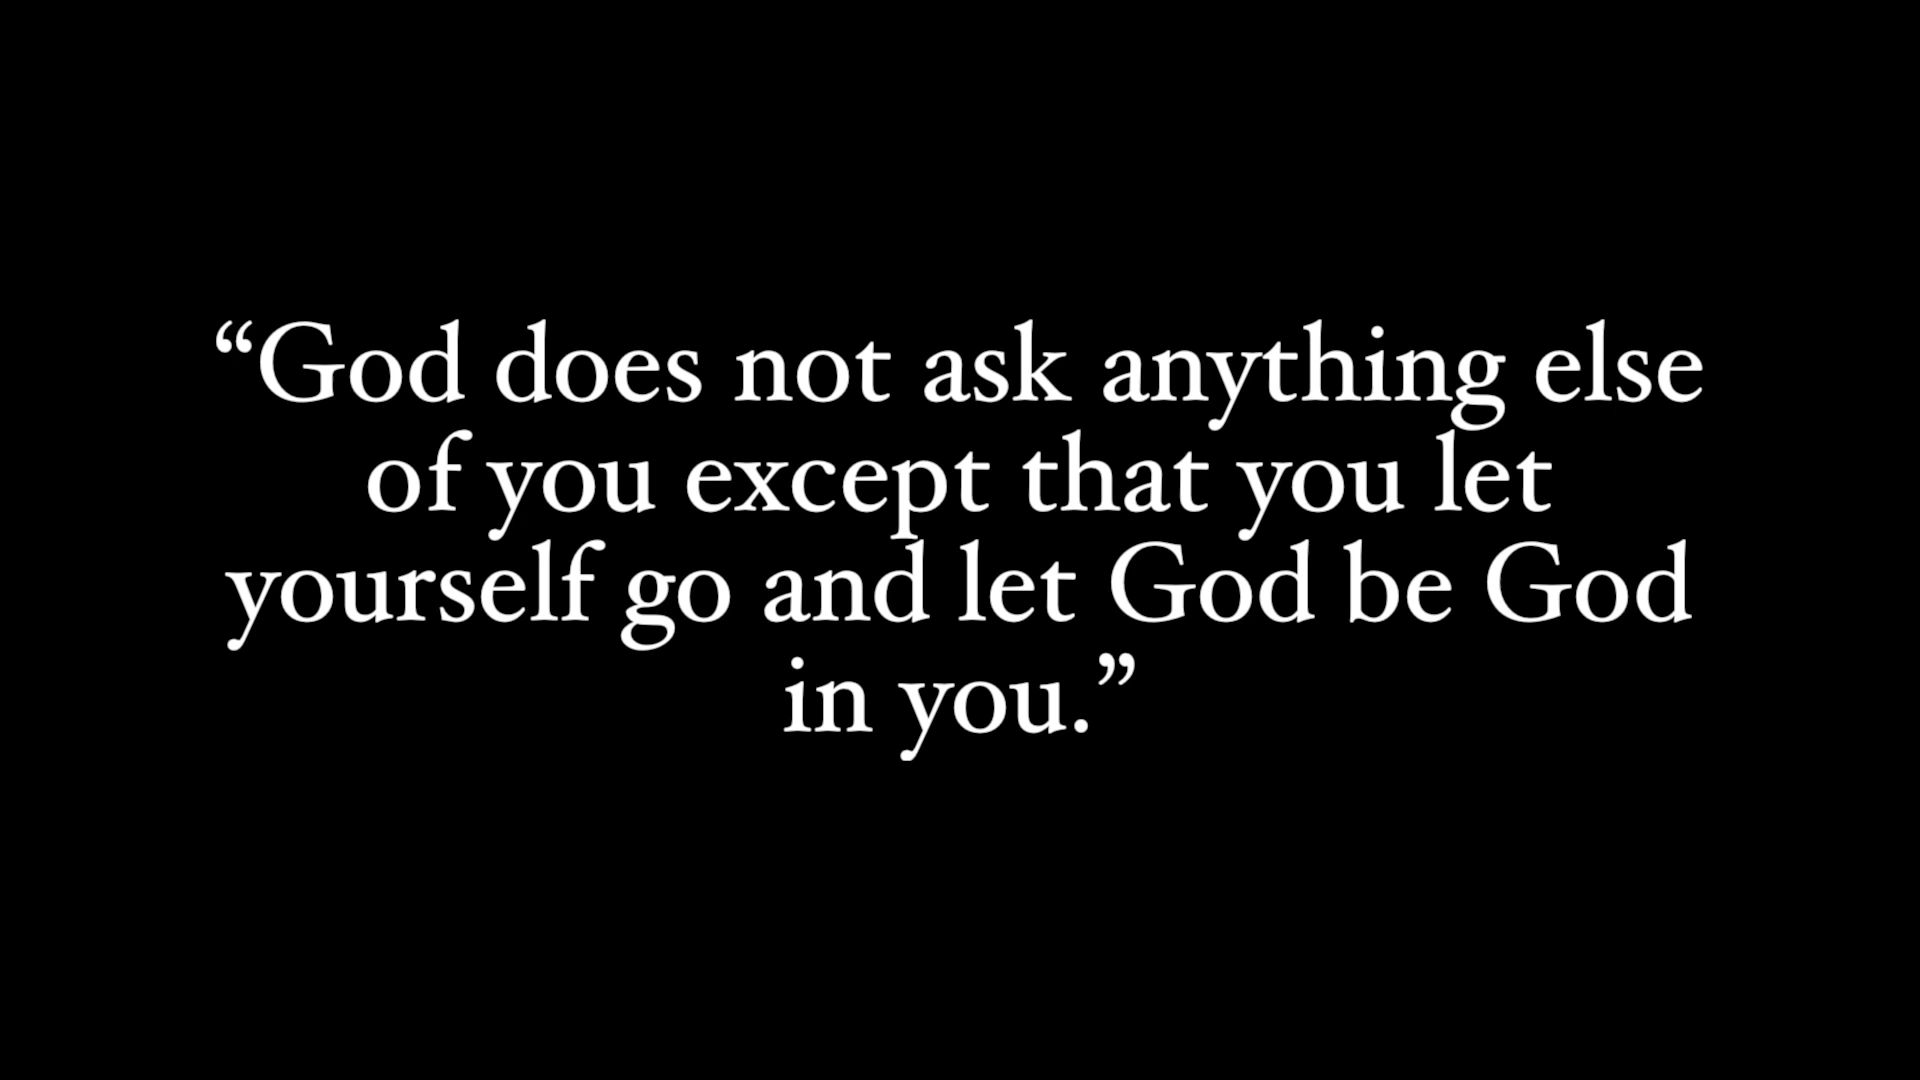 “God does not ask anything else
of you except that you let
yourself go and let God be God
in you.”